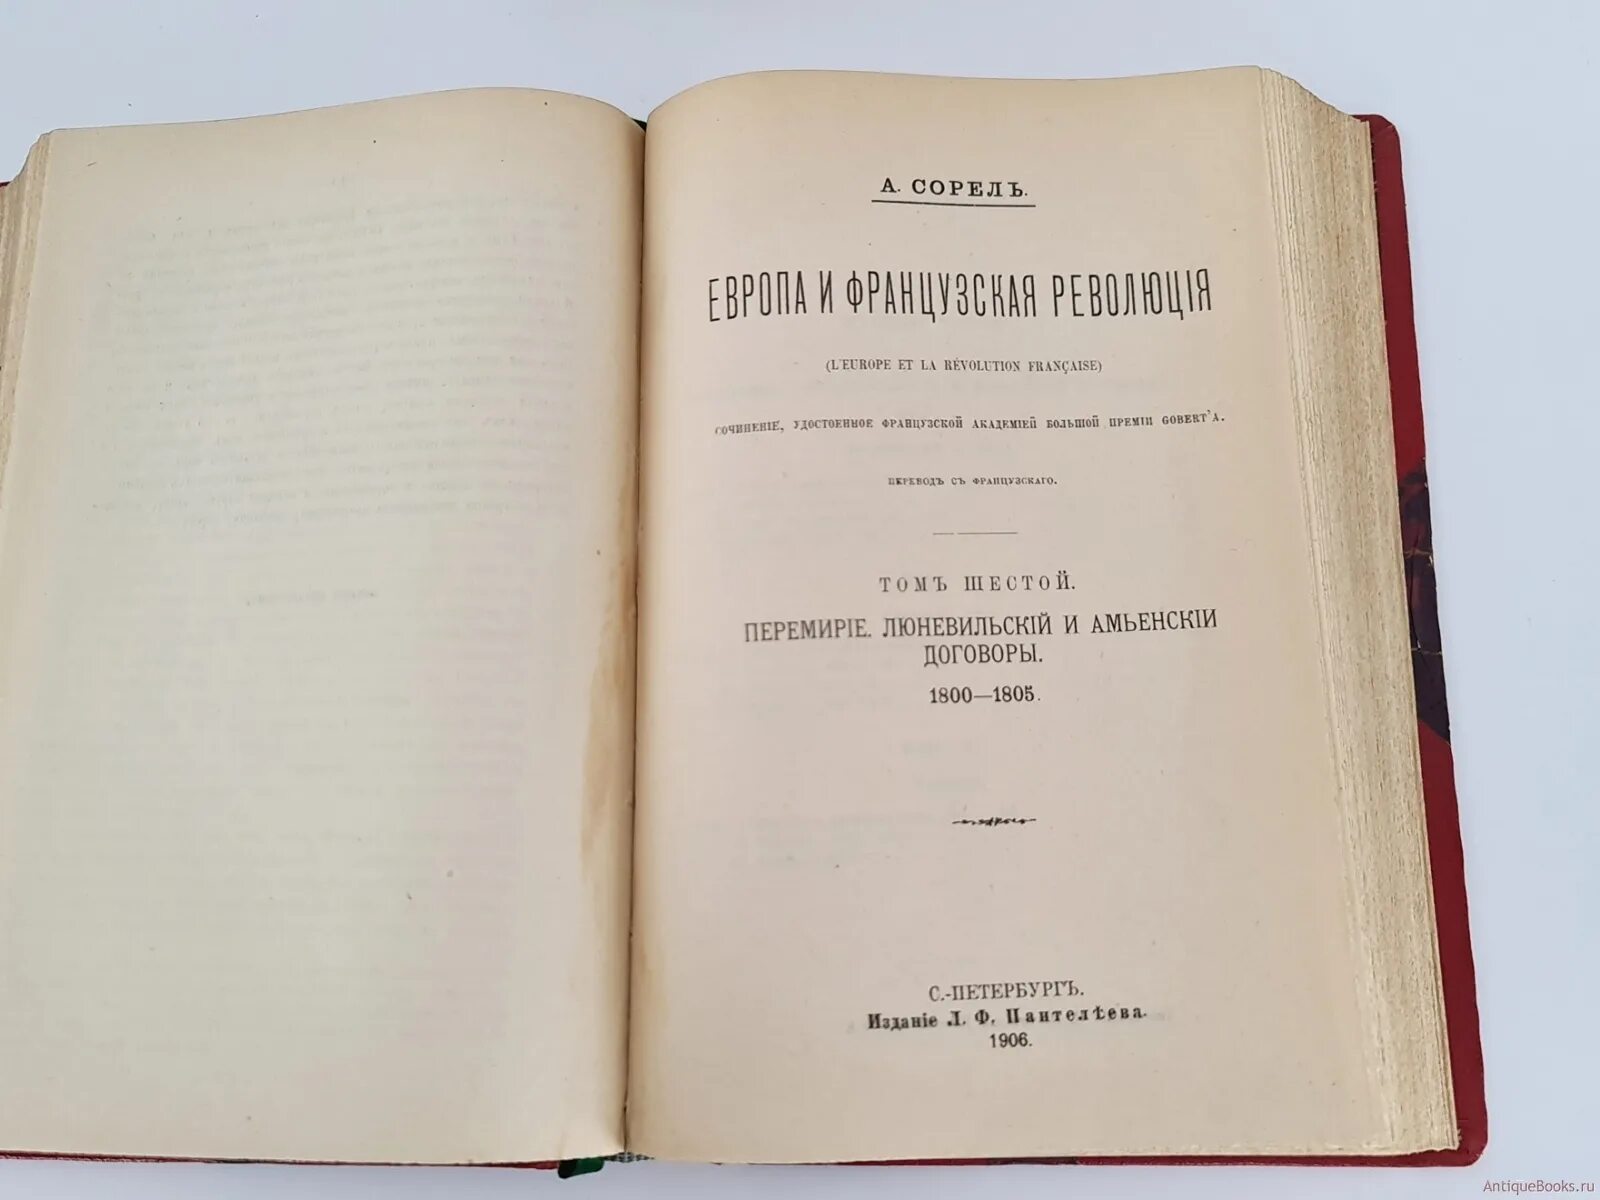 А. СОРЕЛЪ.
ЕВРОПА И ФРАНЦУЗСКАЯ РЕВОЛЮЦІЯ
(L'EUROPE ET LA RÉVOLUTION FRANÇAISE)
СОЧИНЕНІЕ, УДОСТОЕННОЕ ФРАНЦУЗСКОЙ АКАДЕМІЕЙ БОЛЬШОЙ ПРЕМІИ GOBERT'А.
ПЕРЕВОДЪ СЪ ФРАНЦУЗСКАГО.
ТОМЪ ШЕСТОЙ.
ПЕРЕМИРІЕ. ЛЮНЕВИЛЬСКІЙ И АМЬЕНСКІИ
ДОГОВОРЫ.
1800—1805.
С.-ПЕТЕРБУРГЪ.
Изданіе Л. Ф. Пантелѣева.
1906.
AntiqueBooks.ru